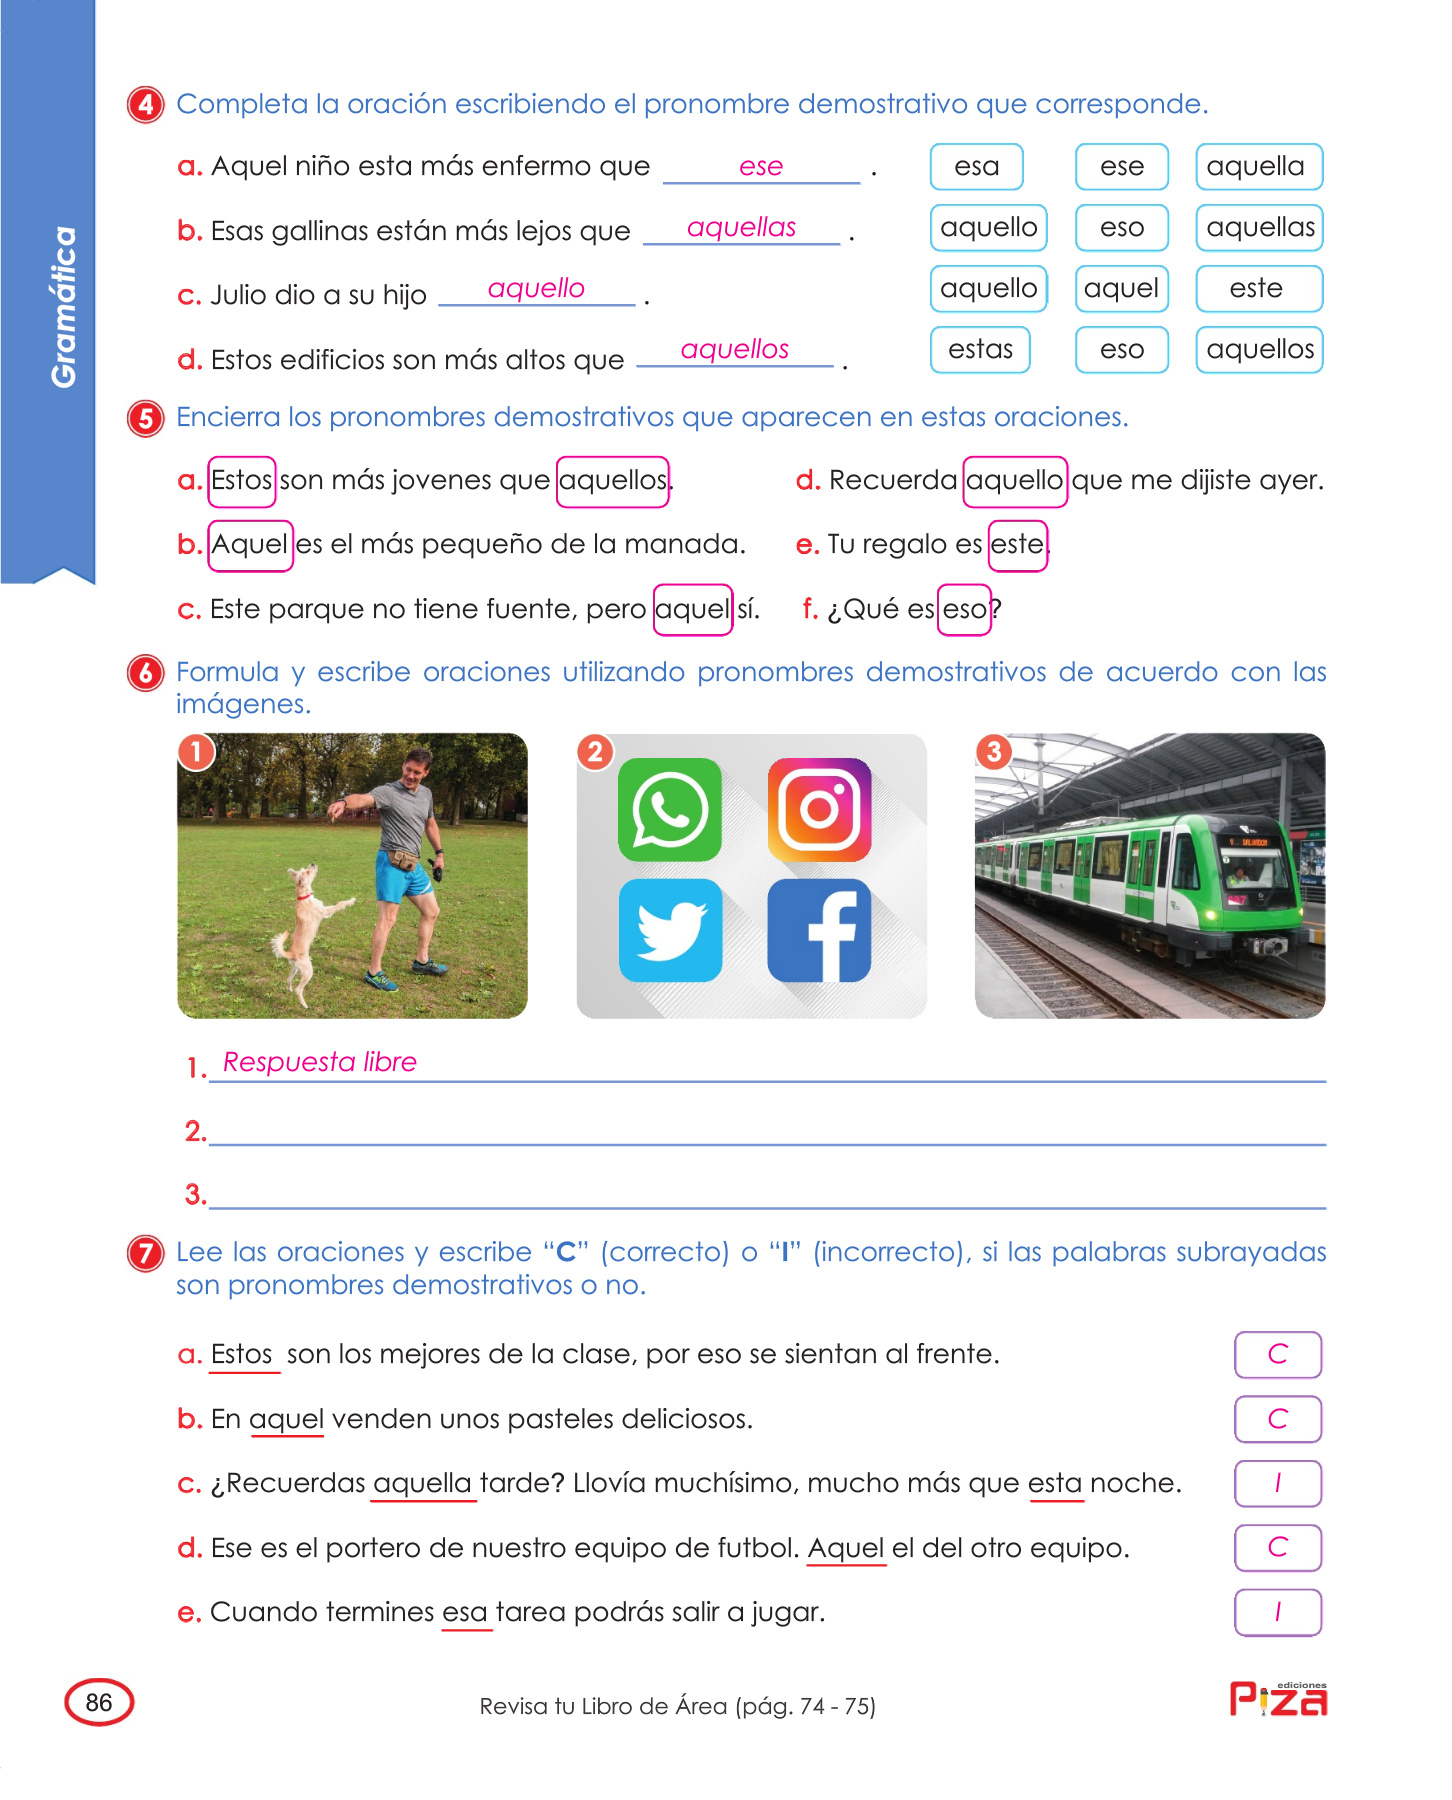 Gramática
4 Completa la oración escribiendo el pronombre demostrativo que corresponde.
a. Aquel niño esta más enfermo que ese . esa ese aquella
b. Esas gallinas están más lejos que aquellas . aquello eso aquellas
c. Julio dio a su hijo aquello . aquello aquel este
d. Estos edificios son más altos que aquellos . estas eso aquellos
5 Encierra los pronombres demostrativos que aparecen en estas oraciones.
a. Estos son más jovenes que aquellos. d. Recuerda aquello que me dijiste ayer.
b. Aquel es el más pequeño de la manada. e. Tu regalo es este.
c. Este parque no tiene fuente, pero aquel sí. f. ¿Qué es eso?
6 Formula y escribe oraciones utilizando pronombres demostrativos de acuerdo con las
imágenes.
1 2 3
1. Respuesta libre
2.
3.
7 Lee las oraciones y escribe “C” (correcto) o “I” (incorrecto), si las palabras subrayadas
son pronombres demostrativos o no.
a. Estos son los mejores de la clase, por eso se sientan al frente. C
b. En aquel venden unos pasteles deliciosos. C
c. ¿Recuerdas aquella tarde? Llovía muchísimo, mucho más que esta noche. I
d. Ese es el portero de nuestro equipo de futbol. Aquel el del otro equipo. C
e. Cuando termines esa tarea podrás salir a jugar. I
86 Revisa tu Libro de Área (pág. 74 - 75) ediciones Piza